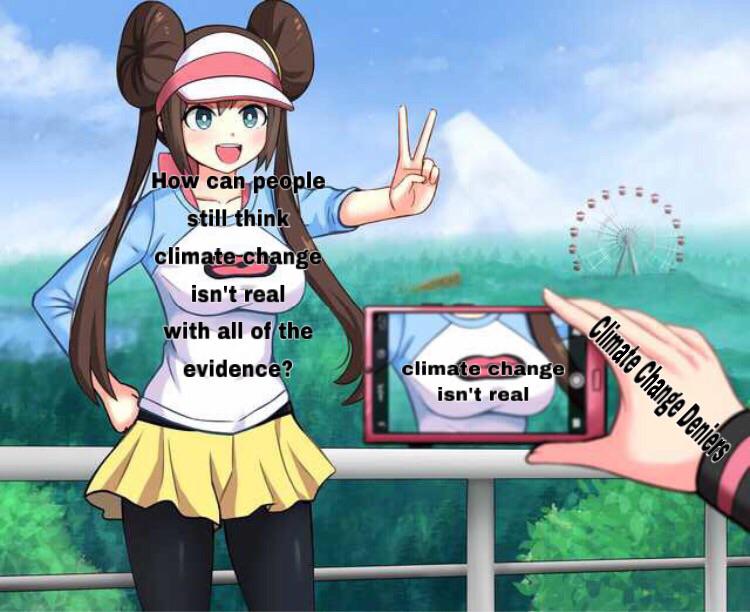 How can people
still think
climate change
isn't real
with all of the
evidence?
climate change
isn't real
Climate Change Deniers